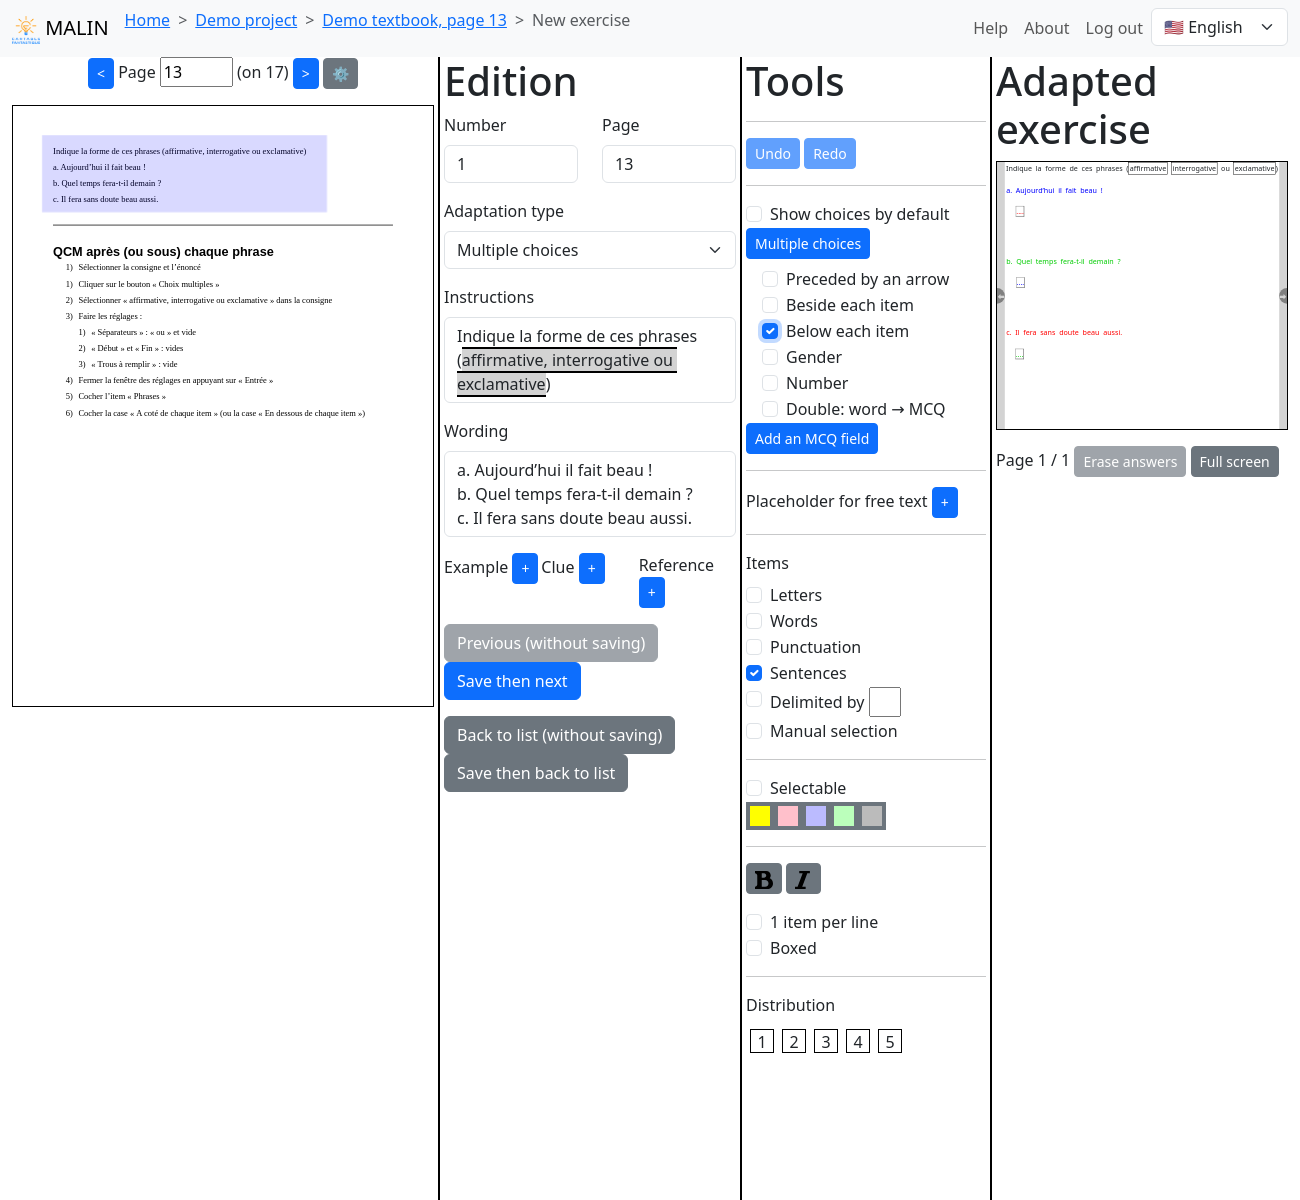 MALIN
Home > Demo project > Demo textbook, page 13 > New exercise
Help About Log out 🇺🇸 English
< Page 13 (on 17) > ⚙️
Indique la forme de ces phrases (affirmative, interrogative ou exclamative)
a. Aujourd’hui il fait beau !
b. Quel temps fera-t-il demain ?
c. Il fera sans doute beau aussi.
QCM après (ou sous) chaque phrase
1) Sélectionner la consigne et l’énoncé
1) Cliquer sur le bouton « Choix multiples »
2) Sélectionner « affirmative, interrogative ou exclamative » dans la consigne
3) Faire les réglages :
1) « Séparateurs » : « ou » et vide
2) « Début » et « Fin » : vides
3) « Trous à remplir » : vide
4) Fermer la fenêtre des réglages en appuyant sur « Entrée »
5) Cocher l’item « Phrases »
6) Cocher la case « A coté de chaque item » (ou la case « En dessous de chaque item »)
Edition
Number Page
1 13
Adaptation type
Multiple choices
Instructions
Indique la forme de ces phrases
(affirmative, interrogative ou
exclamative)
Wording
a. Aujourd’hui il fait beau !
b. Quel temps fera-t-il demain ?
c. Il fera sans doute beau aussi.
Example + Clue + Reference
+
Previous (without saving)
Save then next
Back to list (without saving)
Save then back to list
Tools
Undo Redo
Show choices by default
Multiple choices
Preceded by an arrow
Beside each item
Below each item
Gender
Number
Double: word → MCQ
Add an MCQ field
Placeholder for free text +
Items
Letters
Words
Punctuation
Sentences
Delimited by
Manual selection
Selectable
B I
1 item per line
Boxed
Distribution
1 2 3 4 5
Adapted
exercise
Indique la forme de ces phrases (affirmative interrogative ou exclamative)
a. Aujourd’hui il fait beau !
....
b. Quel temps fera-t-il demain ?
....
c. Il fera sans doute beau aussi.
....
Page 1 / 1 Erase answers Full screen